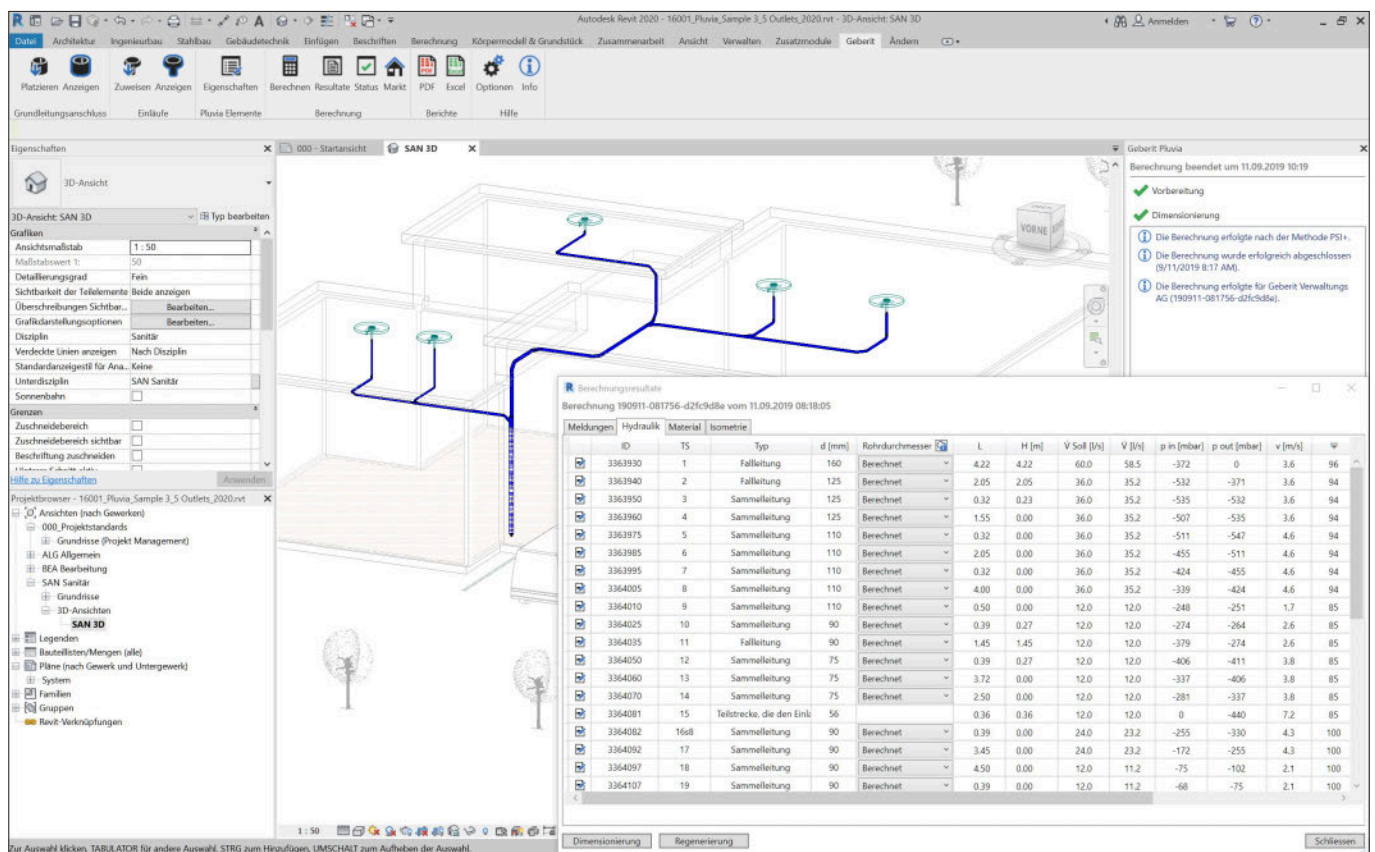 Autodesk Revit 2020 - 16001_Pluvia_Sample 3_5 Outlets_2020.rvt - 3D-Ansicht: SAN 3D
Anmelden
Datei Architektur Ingenieurbau Stahlbau Gebäudetechnik Einfügen Beschriften Berechnung Körpermodell & Grundstück Zusammenarbeit Ansicht Verwalten Zusatzmodule Geberit Ändern
Platzieren Anzeigen Zuweisen Anzeigen Eigenschaften Berechnen Resultate Status Markt PDF Excel Optionen Info
Grundleitungsanschluss Einläufe Pluvia Elemente Berechnung Berichte Hilfe
Eigenschaften
3D-Ansicht
3D-Ansicht: SAN 3D Typ bearbeiten
Grafiken
Ansichtsmaßstab 1 : 50
Maßstabswert 1: 50
Detaillierungsgrad Fein
Sichtbarkeit der Teilelemente Beide anzeigen
Überschreibungen Sichtbar... Bearbeiten...
Grafikdarstellungsoptionen Bearbeiten...
Disziplin Sanitär
Verdeckte Linien anzeigen Nach Disziplin
Standardanzeigestil für Ana... Keine
Unterdisziplin SAN Sanitär
Sonnenbahn
Grenzen
Zuschneidebereich
Zuschneidebereich sichtbar
Beschriftung zuschneiden
Hilfe zu Eigenschaften Anwenden
Projektbrowser - 16001_Pluvia_Sample 3_5 Outlets_2020.rvt
Ansichten (nach Gewerken)
000_Projektstandards
Grundrisse (Projekt Management)
ALG Allgemein
BEA Bearbeitung
SAN Sanitär
Grundrisse
3D-Ansichten
SAN 3D
Legenden
Bauteillisten/Mengen (alle)
Pläne (nach Gewerk und Untergewerk)
System
Familien
Gruppen
Revit-Verknüpfungen
000 - Startansicht SAN 3D
VORNE
Geberit Pluvia
Berechnung beendet um 11.09.2019 10:19
Vorbereitung
Dimensionierung
Die Berechnung erfolgte nach der Methode PSI+.
Die Berechnung wurde erfolgreich abgeschlossen
(9/11/2019 8:17 AM).
Die Berechnung erfolgte für Geberit Verwaltungs
AG (190911-081756-d2fc9d8e).
Berechnungsresultate
Berechnung 190911-081756-d2fc9d8e vom 11.09.2019 08:18:05
Meldungen Hydraulik Material Isometrie
ID TS Typ d [mm] Rohrdurchmesser L H [m] V̇ Soll [l/s] V̇ [l/s] p in [mbar] p out [mbar] v [m/s]
3363930 1 Fallleitung 160 Berechnet 4.22 4.22 60.0 58.5 -372 0 3.6 96
3363940 2 Fallleitung 125 Berechnet 2.05 2.05 36.0 35.2 -532 -371 3.6 94
3363950 3 Sammelleitung 125 Berechnet 0.32 0.23 36.0 35.2 -535 -532 3.6 94
3363960 4 Sammelleitung 125 Berechnet 1.55 0.00 36.0 35.2 -507 -535 3.6 94
3363975 5 Sammelleitung 110 Berechnet 0.32 0.00 36.0 35.2 -511 -547 4.6 94
3363985 6 Sammelleitung 110 Berechnet 2.05 0.00 36.0 35.2 -455 -511 4.6 94
3363995 7 Sammelleitung 110 Berechnet 0.32 0.00 36.0 35.2 -424 -455 4.6 94
3364005 8 Sammelleitung 110 Berechnet 4.00 0.00 36.0 35.2 -339 -424 4.6 94
3364010 9 Sammelleitung 110 Berechnet 0.50 0.00 12.0 12.0 -248 -251 1.7 85
3364025 10 Sammelleitung 90 Berechnet 0.39 0.27 12.0 12.0 -274 -264 2.6 85
3364035 11 Fallleitung 90 Berechnet 1.45 1.45 12.0 12.0 -379 -274 2.6 85
3364050 12 Sammelleitung 75 Berechnet 0.39 0.27 12.0 12.0 -406 -411 3.8 85
3364060 13 Sammelleitung 75 Berechnet 3.72 0.00 12.0 12.0 -337 -406 3.8 85
3364070 14 Sammelleitung 75 Berechnet 2.50 0.00 12.0 12.0 -281 -337 3.8 85
3364081 15 Teilstrecke, die den Einlä 56 0.36 0.36 12.0 12.0 0 -440 7.2 85
3364082 16s8 Sammelleitung 90 Berechnet 0.39 0.00 24.0 23.2 -255 -330 4.3 100
3364092 17 Sammelleitung 90 Berechnet 3.45 0.00 24.0 23.2 -172 -255 4.3 100
3364097 18 Sammelleitung 90 Berechnet 4.50 0.00 12.0 11.2 -75 -102 2.1 100
3364107 19 Sammelleitung 90 Berechnet 0.39 0.00 12.0 11.2 -68 -75 2.1 100
Dimensionierung Regenerierung Schliessen
1 : 50
Zur Auswahl klicken, TABULATOR für andere Auswahl, STRG zum Hinzufügen, UMSCHALT zum Aufheben der Auswahl.